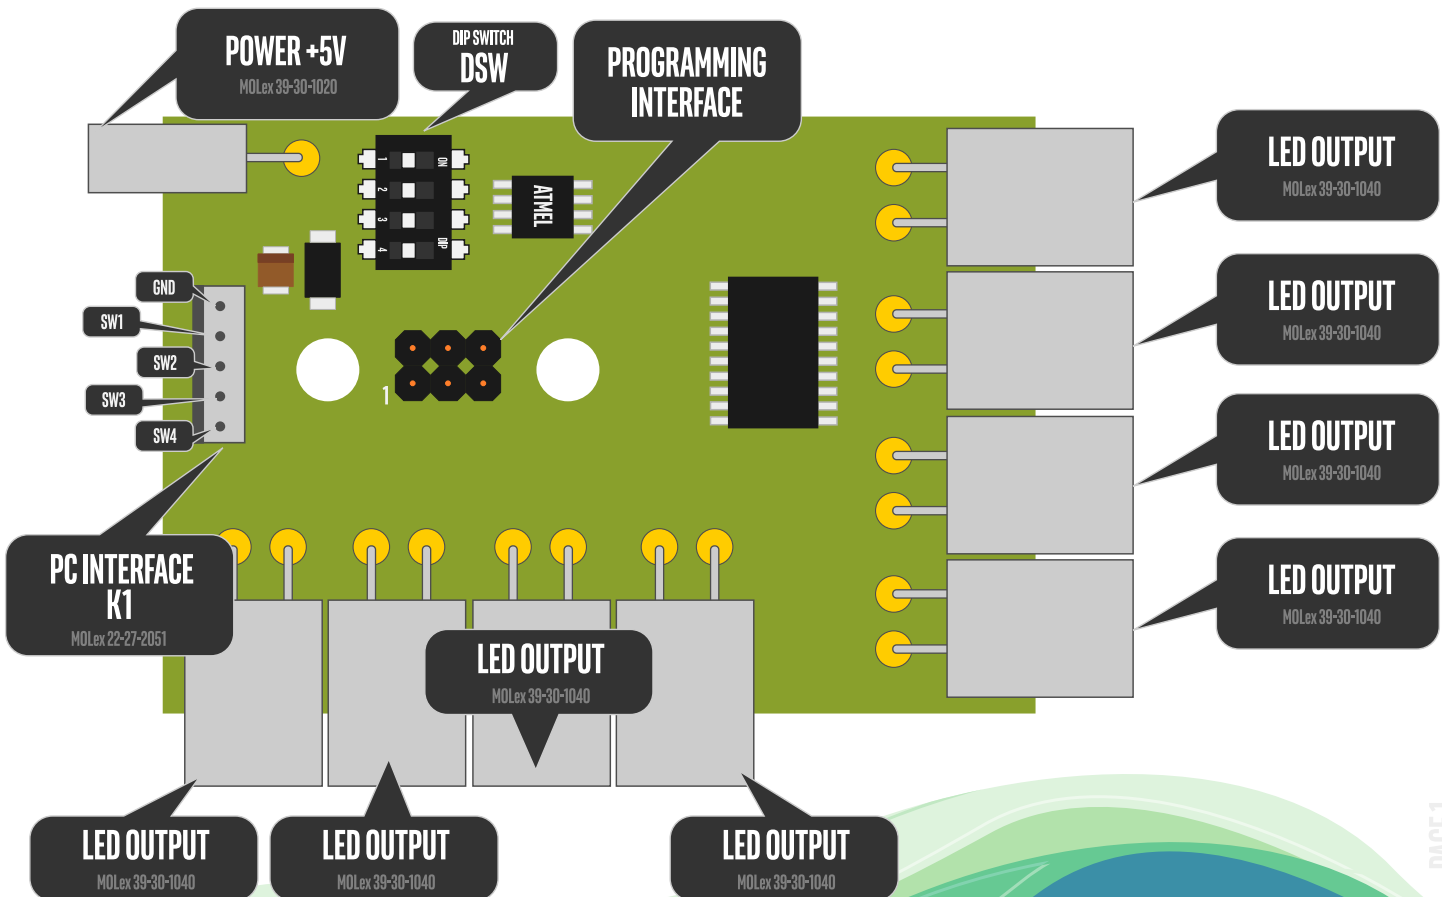 POWER +5V
MOLex 39-30-1020
DIP SWITCH
DSW
PROGRAMMING
INTERFACE
LED OUTPUT
MOLex 39-30-1040
1
ON
2
3
4
DIP
ATMEL
LED OUTPUT
MOLex 39-30-1040
GND
SW1
SW2
SW3
SW4
1
LED OUTPUT
MOLex 39-30-1040
PC INTERFACE
K1
MOLex 22-27-2051
LED OUTPUT
MOLex 39-30-1040
LED OUTPUT
MOLex 39-30-1040
LED OUTPUT
MOLex 39-30-1040
LED OUTPUT
MOLex 39-30-1040
LED OUTPUT
MOLex 39-30-1040
PAGE 1